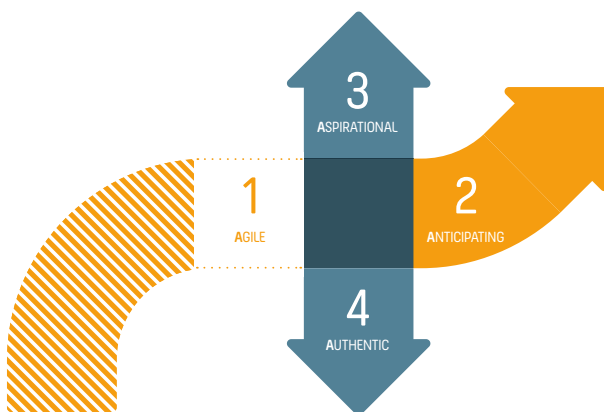 3
ASPIRATIONAL
1
AGILE
2
ANTICIPATING
4
AUTHENTIC